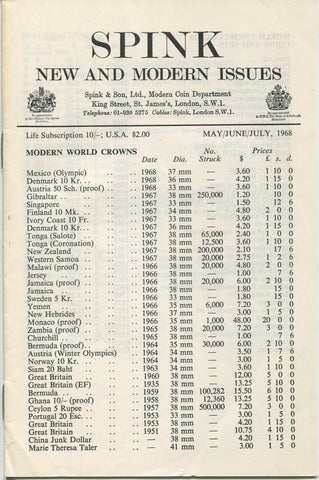 SPINK
NEW AND MODERN ISSUES
Spink & Son, Ltd., Modern Coin Department
King Street, St. James's, London, S.W.1.
Telephone: 01-930 5275 Cables: Spink, London S.W.1.
Life Subscription 10/-; U.S.A. $2.00 MAY/JUNE/JULY, 1968
MODERN WORLD CROWNS No. Prices
Date Dia. Struck $ £ s. d.
Mexico (Olympic) .. .. 1968 37 mm — 3.60 1 10 0
Denmark 10 Kr. .. .. 1968 36 mm — 4.20 1 15 0
Austria 50 Sch. (proof) .. 1968 33 mm — 3.60 1 10 0
Gibraltar .. .. 1967 38 mm 250,000 1.20 10 0
Singapore .. .. 1967 33 mm — 1.50 12 6
Finland 10 Mk. .. .. 1967 34 mm — 4.80 2 0 0
Ivory Coast 10 Fr. .. 1967 37 mm — 3.60 1 10 0
Denmark 10 Kr. .. .. 1967 36 mm — 4.20 1 15 0
Tonga (Salote) .. .. 1967 38 mm 65,000 2.40 1 0 0
Tonga (Coronation) .. 1967 38 mm 12,500 3.60 1 10 0
New Zealand .. .. 1967 38 mm 200,000 2.10 17 6
Western Samoa .. .. 1967 38 mm 20,000 2.75 1 2 6
Malawi (proof) .. .. 1966 38 mm 20,000 4.80 2 0 0
Jersey .. .. 1966 38 mm — 1.00 7 6
Jamaica (proof) .. .. 1966 38 mm 20,000 6.00 2 10 0
Jamaica .. .. 1966 38 mm — 1.80 15 0
Sweden 5 Kr. .. .. 1966 33 mm — 1.80 15 0
Yemen .. .. 1965 36 mm 6,000 7.20 3 0 0
New Hebrides .. .. 1966 37 mm — 3.00 1 5 0
Monaco (proof) .. .. 1966 35 mm 1,000 48.00 20 0 0
Zambia (proof) .. .. 1965 38 mm 20,000 7.20 3 0 0
Churchill .. .. 1965 38 mm — 1.00 7 6
Bermuda (proof) .. .. 1964 35 mm 30,000 6.00 2 10 0
Austria (Winter Olympics) .. 1964 34 mm — 3.50 1 7 6
Norway 10 Kr. .. .. 1964 34 mm — 3.00 1 5 0
Siam 20 Baht .. .. 1963 34 mm — 3.60 1 10 0
Great Britain .. .. 1960 38 mm — 12.00 5 0 0
Great Britain (EF) .. 1935 38 mm — 13.25 5 10 0
Bermuda .. .. 1959 38 mm 100,282 15.50 6 10 0
Ghana 10/- (proof) .. 1958 38 mm 12,360 13.25 5 10 0
Ceylon 5 Rupee .. .. 1957 38 mm 500,000 7.20 3 0 0
Portugal 20 Esc. .. .. 1953 34 mm — 3.00 1 5 0
Great Britain .. .. 1953 38 mm — 4.20 1 15 0
Great Britain .. .. 1951 38 mm — 10.75 4 10 0
China Junk Dollar .. — 38 mm — 4.20 1 15 0
Marie Theresa Taler .. — 41 mm — 3.00 1 5 0